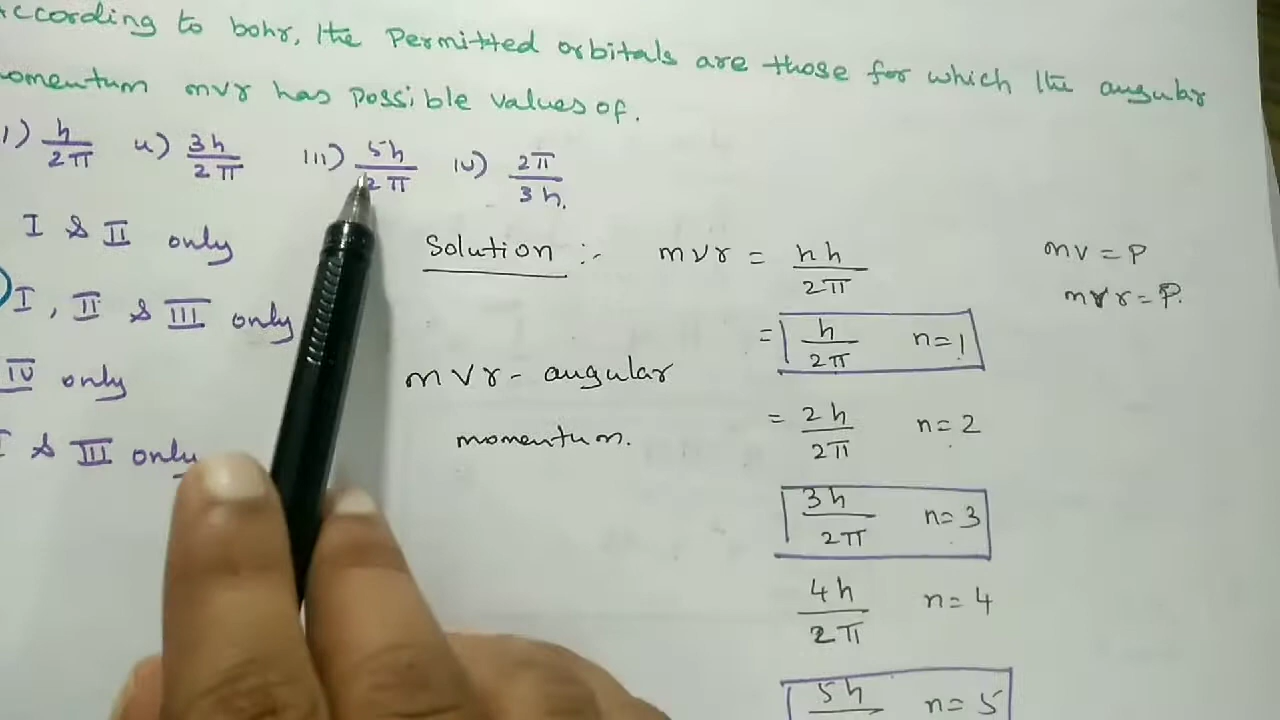 According to bohr, the Permitted orbitals are those for which the angular
momentum mvr has possible values of.
i) h/2π ii) 3h/2π iii) 5h/2π iv) 2π/3h.
I & II only
I, II & III only
IV only
I & III only
Solution :- mvr = nh/2π
= h/2π n=1
= 2h/2π n=2
3h/2π n=3
4h/2π n=4
5h n=5
mvr - angular
momentum.
mv = P
mvr = P.